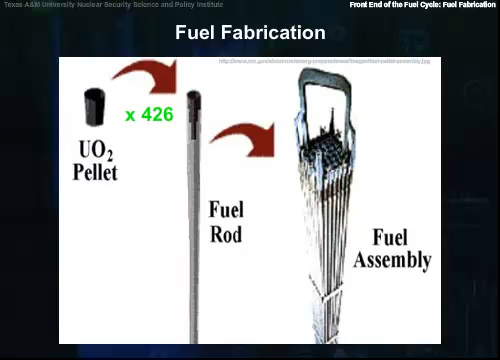 Texas A&M University Nuclear Security Science and Policy Institute
Front End of the Fuel Cycle: Fuel Fabrication
Fuel Fabrication
x 426
UO₂
Pellet
Fuel
Rod
Fuel
Assembly